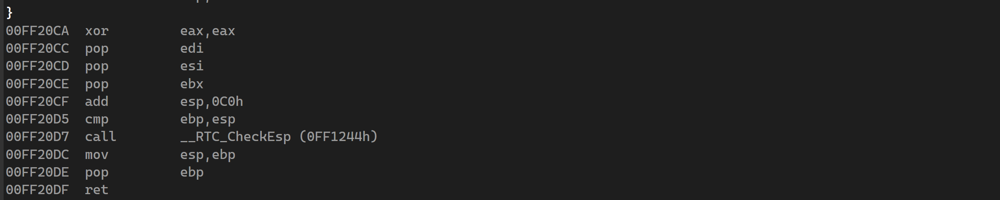 }
00FF20CA  xor         eax,eax
00FF20CC  pop         edi
00FF20CD  pop         esi
00FF20CE  pop         ebx
00FF20CF  add         esp,0C0h
00FF20D5  cmp         ebp,esp
00FF20D7  call        __RTC_CheckEsp (0FF1244h)
00FF20DC  mov         esp,ebp
00FF20DE  pop         ebp
00FF20DF  ret